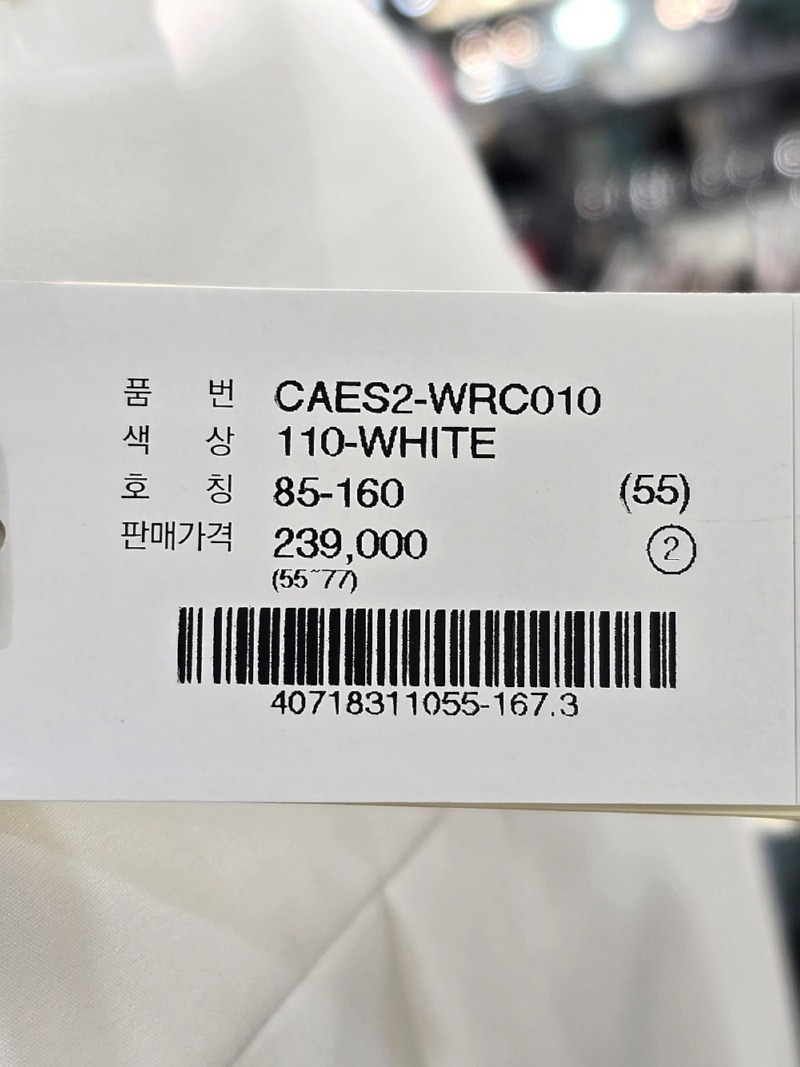 품 번 CAES2-WRC010
색 상 110-WHITE
호 칭 85-160 (55)
판매가격 239,000 ②
(55~77)
40718311055-167.3